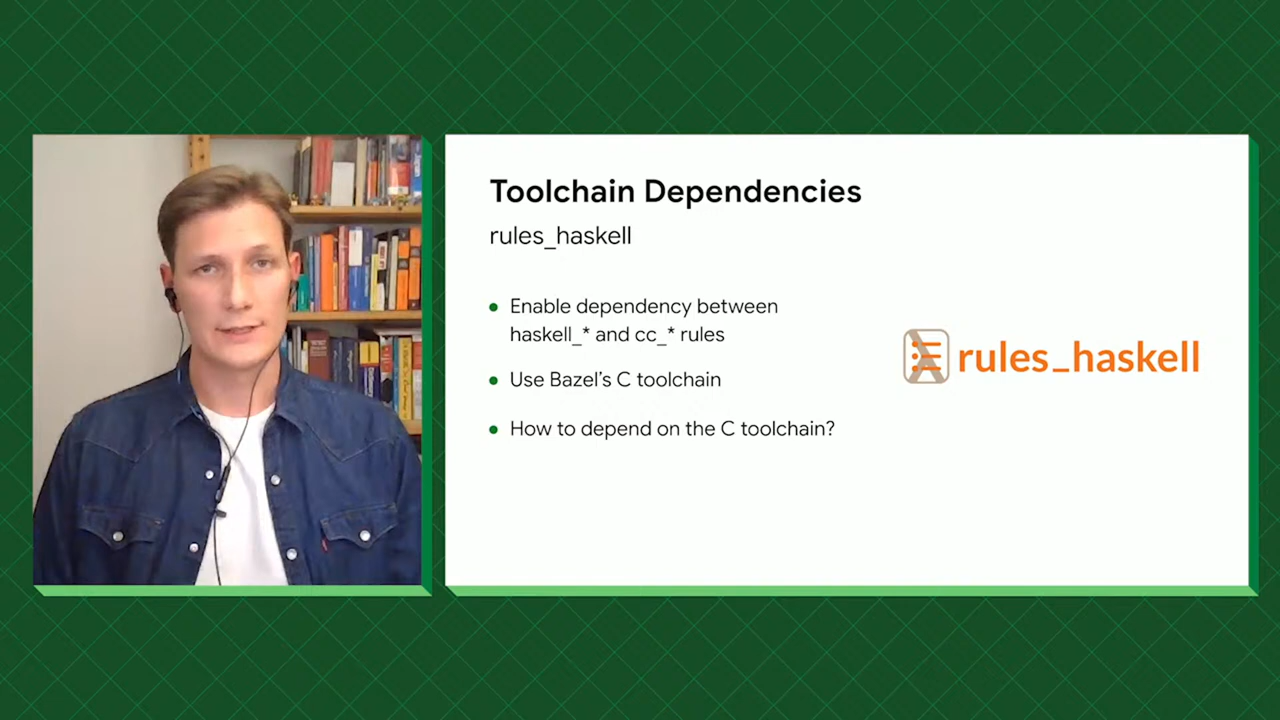 Toolchain Dependencies
rules_haskell
• Enable dependency between
haskell_* and cc_* rules
• Use Bazel's C toolchain
• How to depend on the C toolchain?
rules_haskell